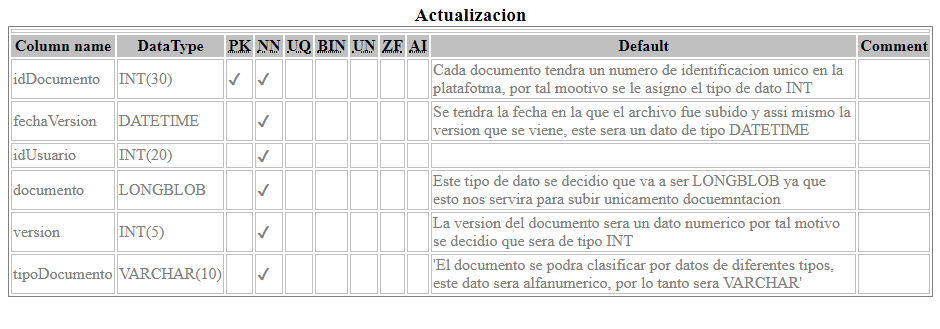 Actualizacion
Column name DataType PK NN UQ BIN UN ZF AI Default Comment
idDocumento INT(30) ✓ ✓ Cada documento tendra un numero de identificacion unico en la
platafotma, por tal mootivo se le asigno el tipo de dato INT
fechaVersion DATETIME ✓ Se tendra la fecha en la que el archivo fue subido y assi mismo la
version que se viene, este sera un dato de tipo DATETIME
idUsuario INT(20) ✓
documento LONGBLOB ✓ Este tipo de dato se decidio que va a ser LONGBLOB ya que
esto nos servira para subir unicamento docuemntacion
version INT(5) ✓ La version del documento sera un dato numerico por tal motivo
se decidio que sera de tipo INT
tipoDocumento VARCHAR(10) ✓ 'El documento se podra clasificar por datos de diferentes tipos,
este dato sera alfanumerico, por lo tanto sera VARCHAR'